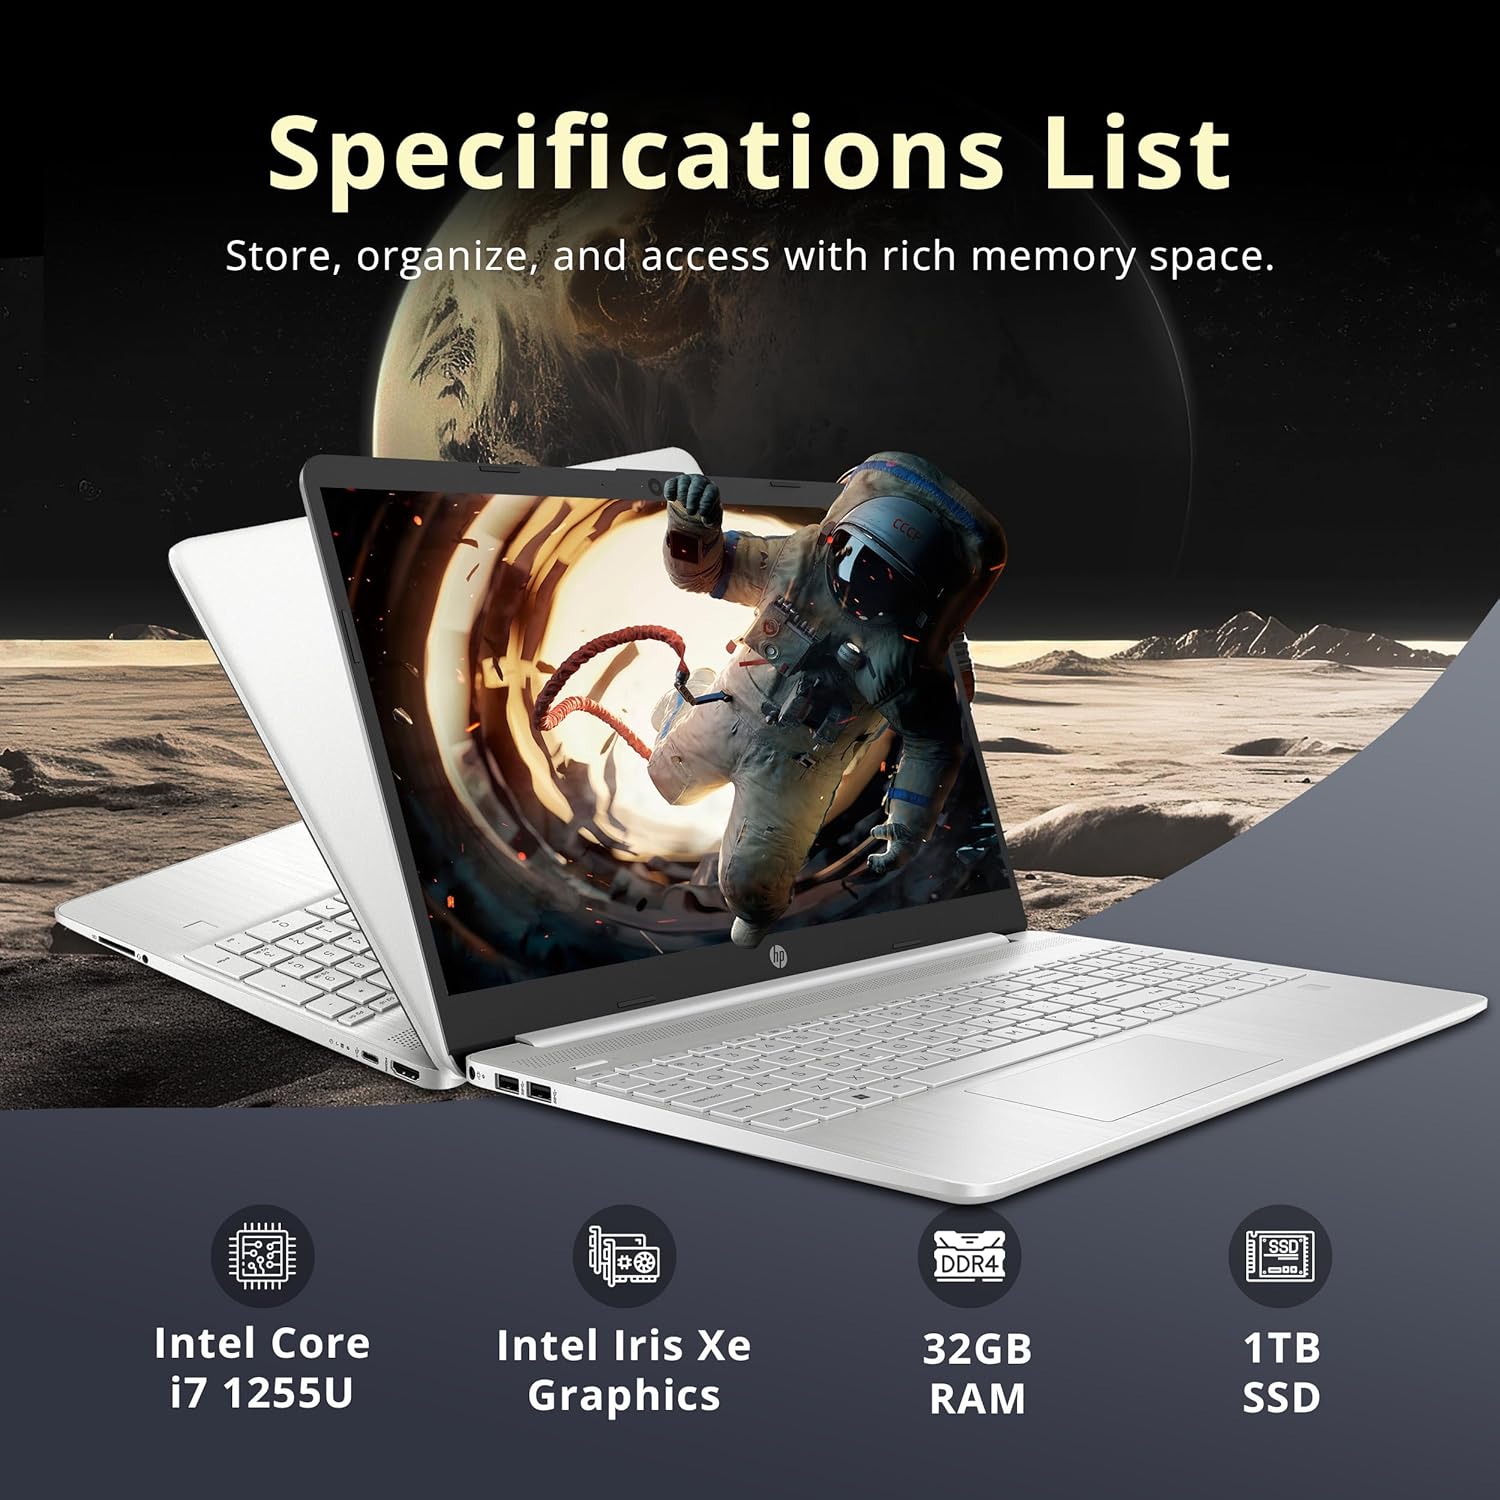 Specifications List
Store, organize, and access with rich memory space.
CCCP
hp
DDR4
SSD
Intel Core
i7 1255U
Intel Iris Xe
Graphics
32GB
RAM
1TB
SSD